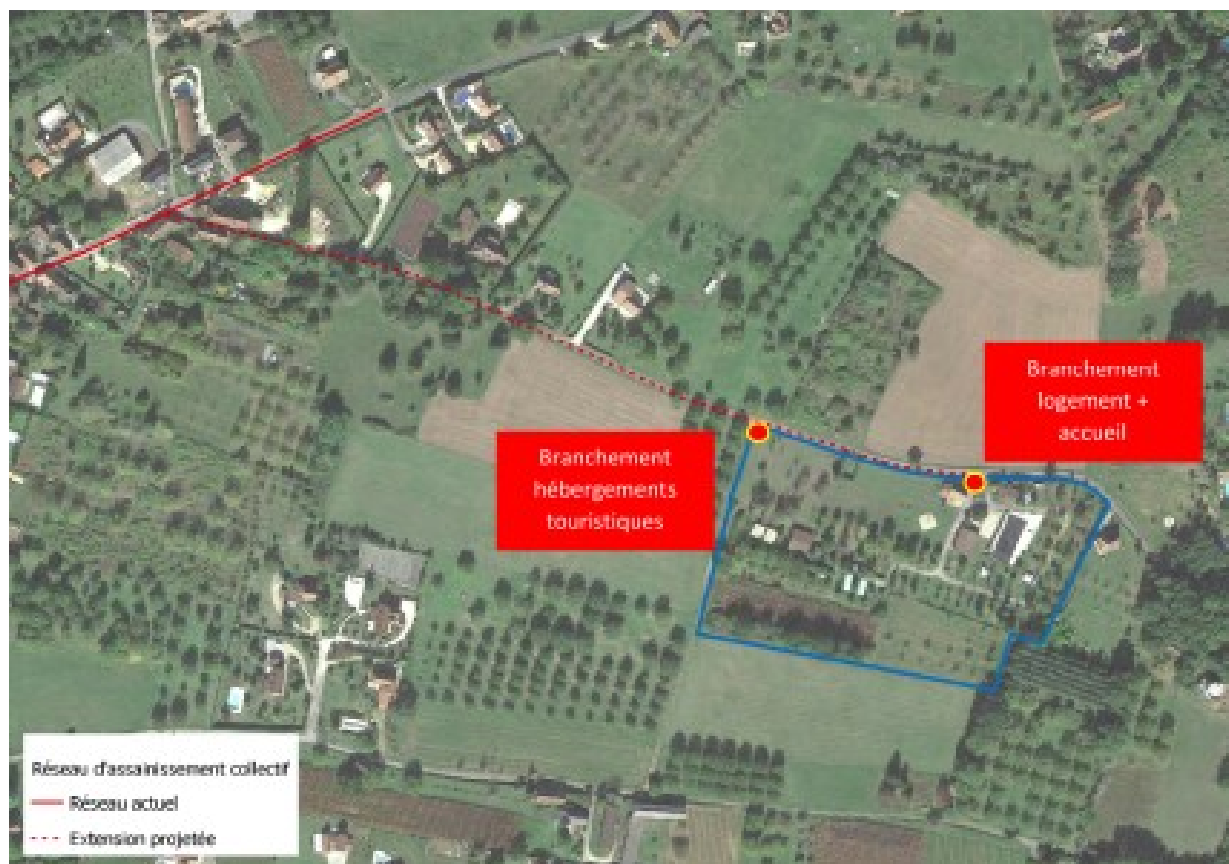 Branchement
logement +
accueil
Branchement
hébergements
touristiques
Réseau d'assainissement collectif
Réseau actuel
Extension projetée